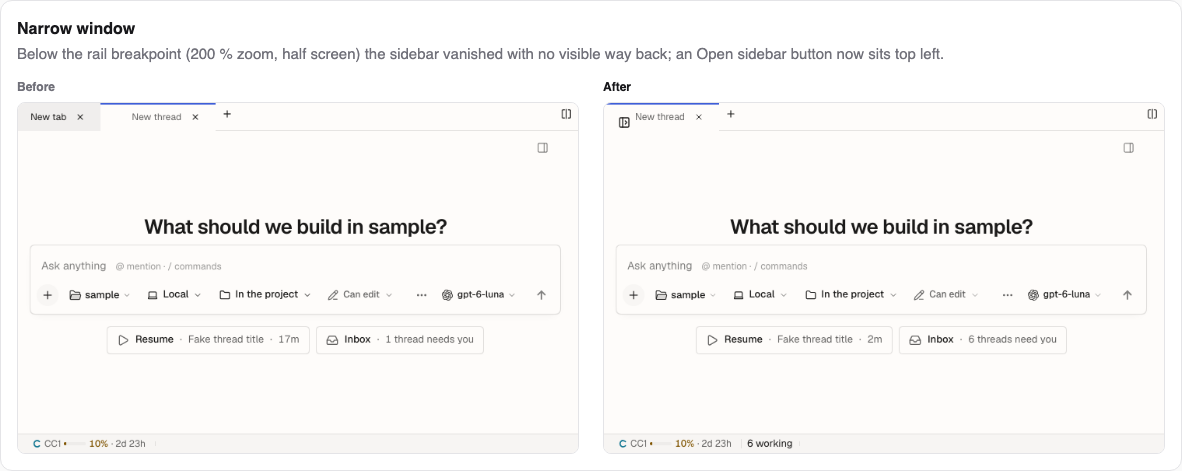 Narrow window
Below the rail breakpoint (200 % zoom, half screen) the sidebar vanished with no visible way back; an Open sidebar button now sits top left.
Before
New tab × New thread × +
What should we build in sample?
Ask anything @ mention · / commands
+ sample Local In the project Can edit ··· gpt-6-luna
Resume · Fake thread title · 17m Inbox · 1 thread needs you
C CC1 10% · 2d 23h
After
New thread × +
What should we build in sample?
Ask anything @ mention · / commands
+ sample Local In the project Can edit ··· gpt-6-luna
Resume · Fake thread title · 2m Inbox · 6 threads need you
C CC1 10% · 2d 23h 6 working